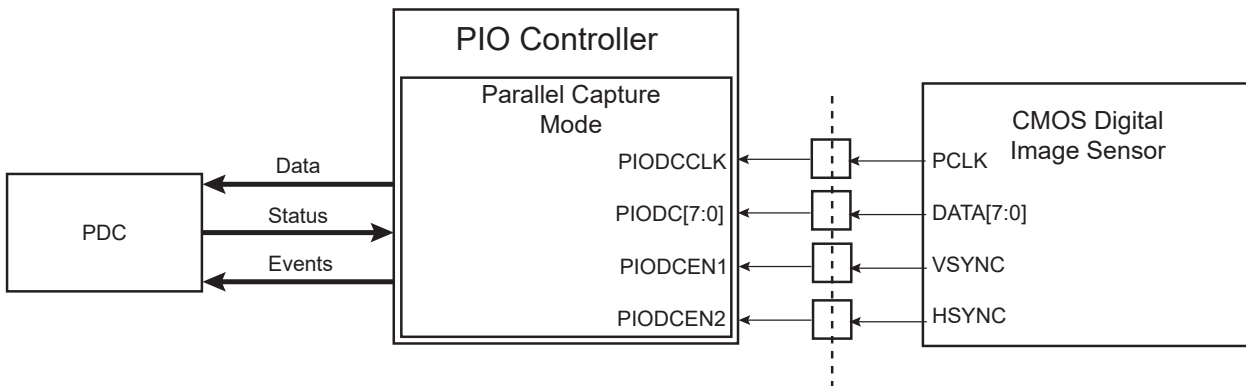 PIO Controller
Parallel Capture
Mode
CMOS Digital
Image Sensor
PIODCCLK
PCLK
Data
PIODC[7:0]
DATA[7:0]
Status
PDC
Events
PIODCEN1
VSYNC
PIODCEN2
HSYNC